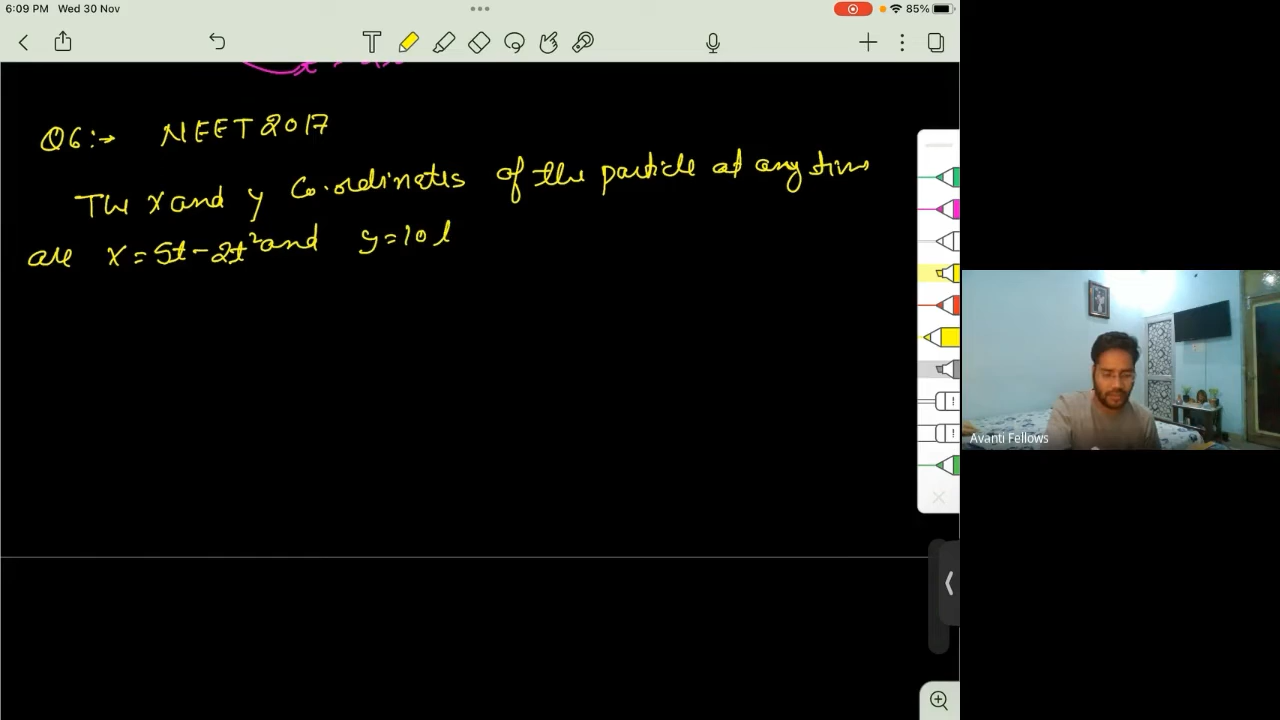 6:09 PM Wed 30 Nov
85%
Q6:→ NEET 2017
The x and y Co-ordinates of the particle at any time
are x = 5t - 2t² and y = 10 l
Avanti Fellows